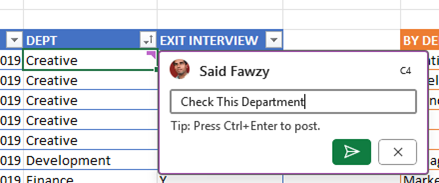 DEPT EXIT INTERVIEW BY DE
019 Creative
Said Fawzy C4
019 Creative
019 Creative
Check This Department
019 Creative
Tip: Press Ctrl+Enter to post.
019 Creative
019 Development
019 Finance Y Marke